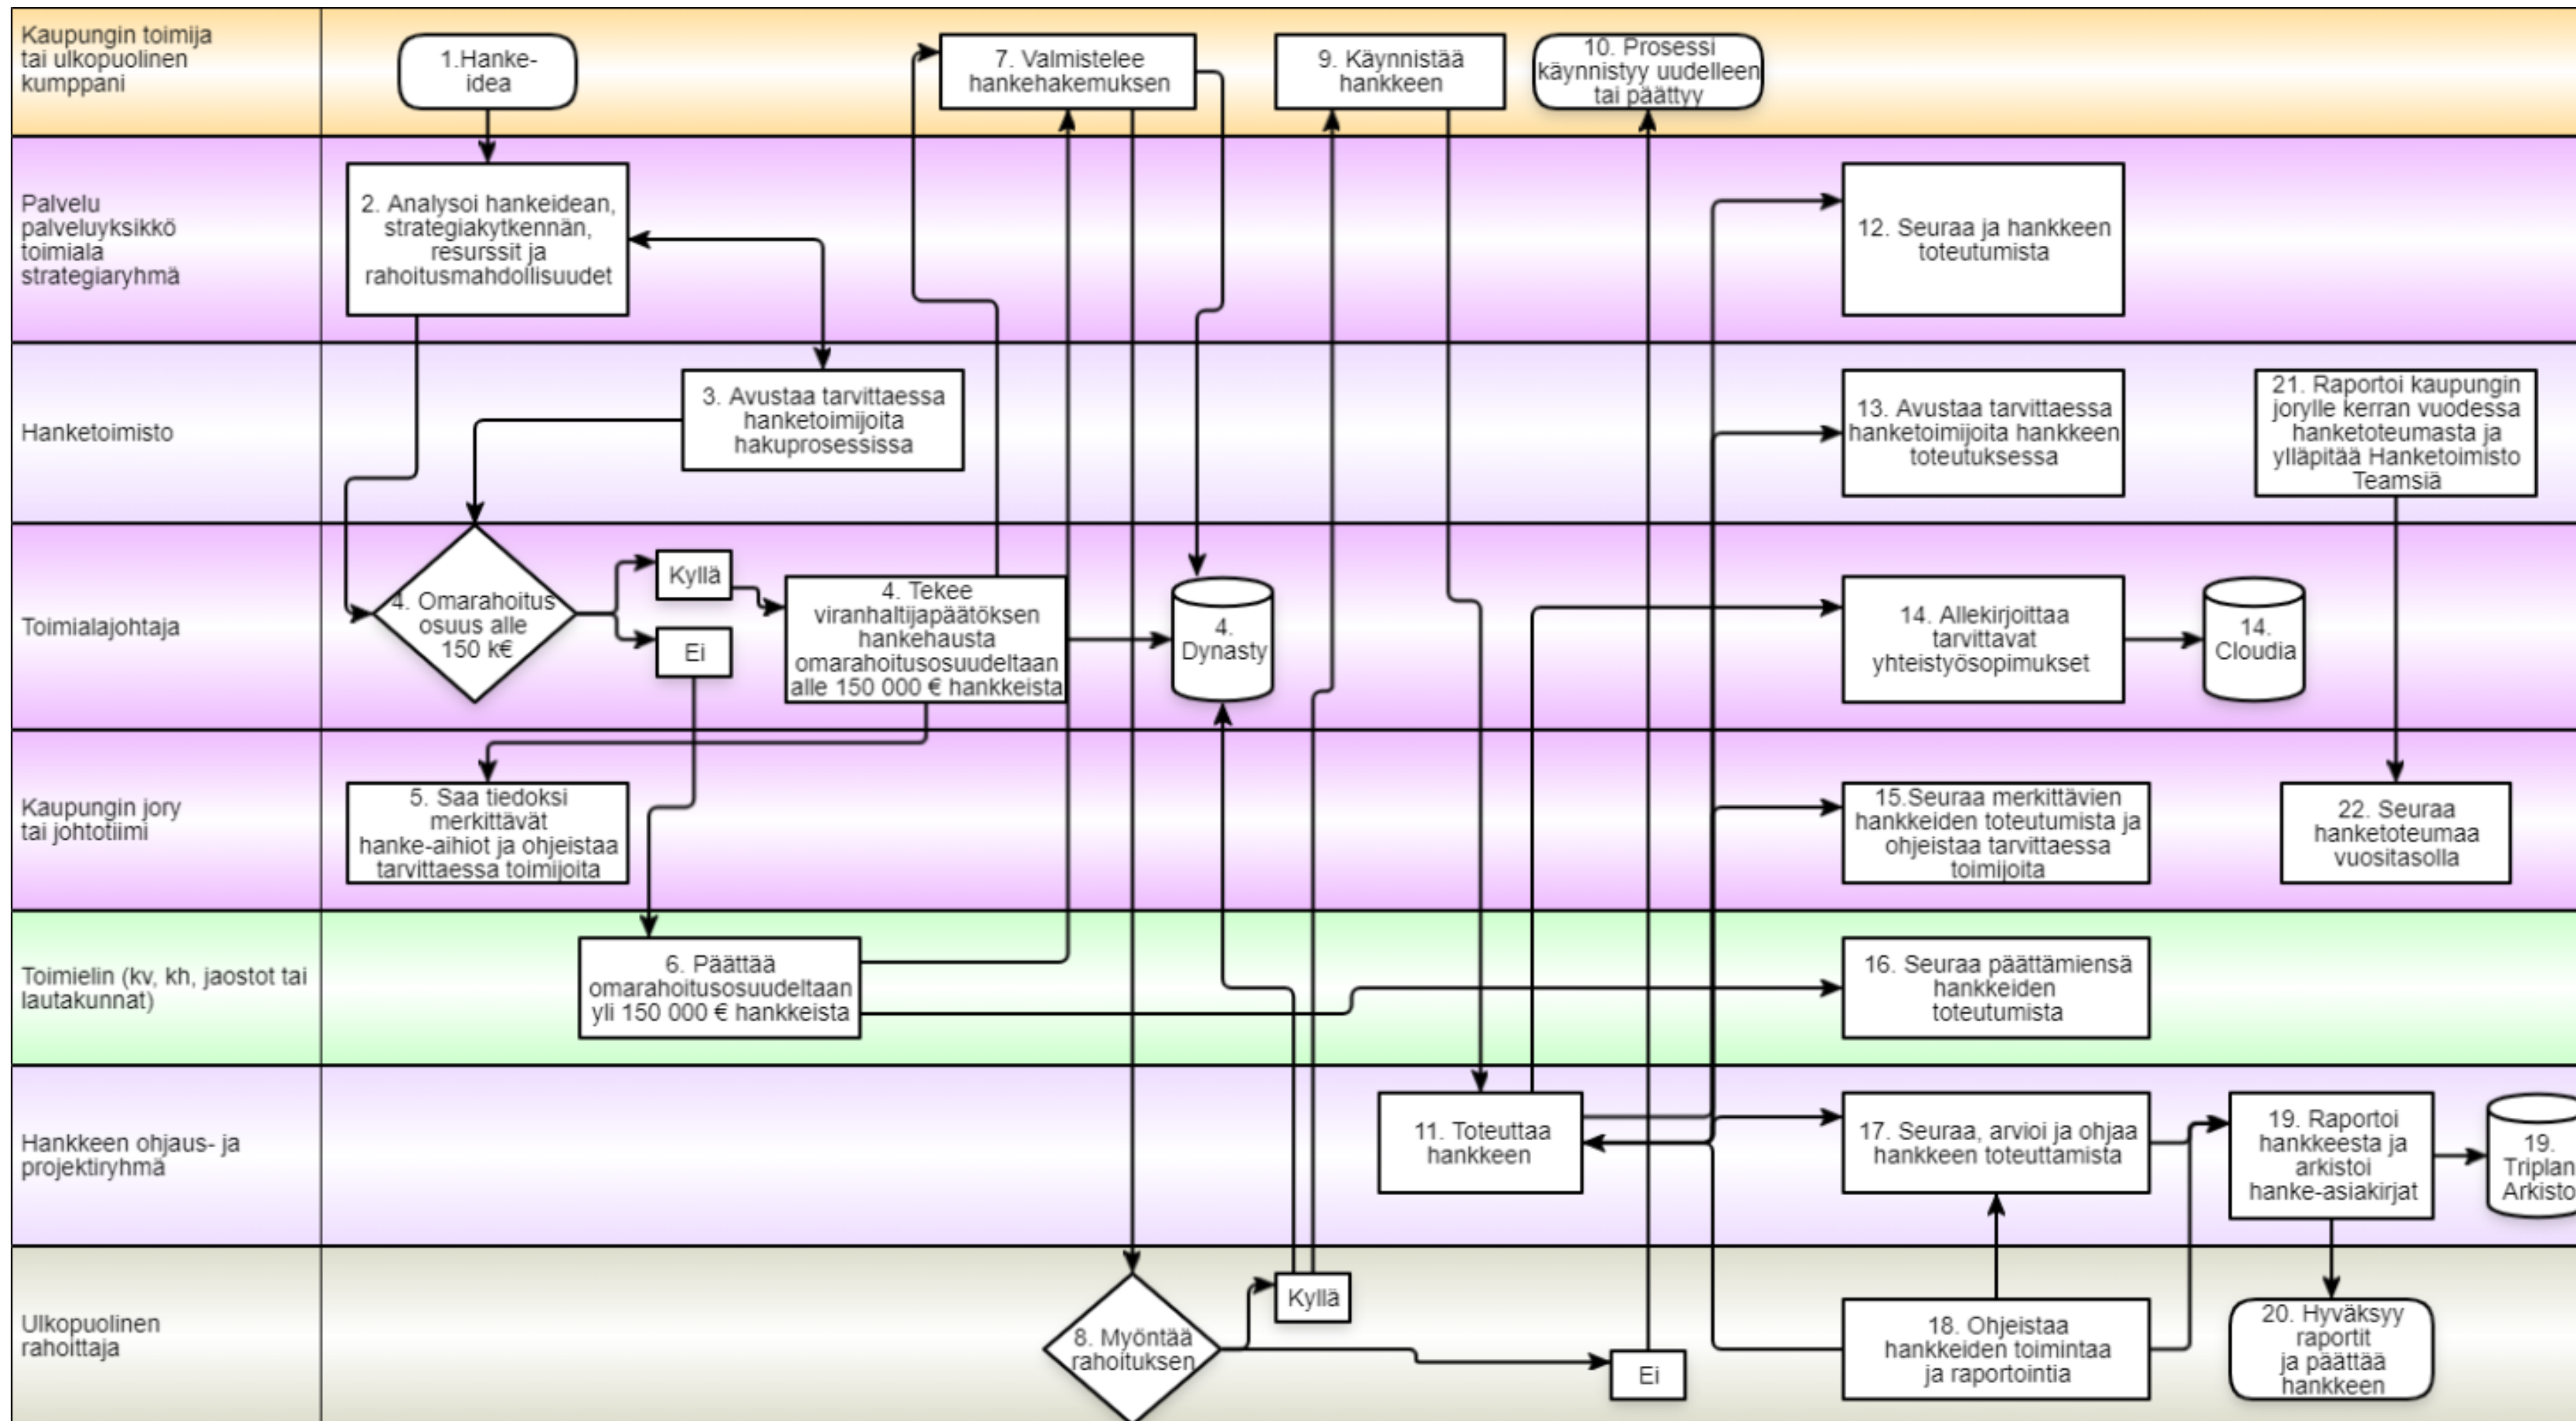 Kaupungin toimija
tai ulkopuolinen
kumppani
1.Hanke-
idea
7. Valmistelee
hankehakemuksen
9. Käynnistää
hankkeen
10. Prosessi
käynnistyy uudelleen
tai päättyy
Palvelu
palveluyksikkö
toimiala
strategiaryhmä
2. Analysoi hankeidean,
strategiakytkennän,
resurssit ja
rahoitusmahdollisuudet
12. Seuraa ja hankkeen
toteutumista
Hanketoimisto
3. Avustaa tarvittaessa
hanketoimijoita
hakuprosessissa
13. Avustaa tarvittaessa
hanketoimijoita hankkeen
toteutuksessa
21. Raportoi kaupungin
jorylle kerran vuodessa
hanketoteumasta ja
ylläpitää Hanketoimisto
Teamsiä
Toimialajohtaja
4. Omarahoitus
osuus alle
150 k€
Kyllä
Ei
4. Tekee
viranhaltijapäätöksen
hankehausta
omarahoitusosuudeltaan
alle 150 000 € hankkeista
4.
Dynasty
14. Allekirjoittaa
tarvittavat
yhteistyösopimukset
14.
Cloudia
Kaupungin jory
tai johtotiimi
5. Saa tiedoksi
merkittävät
hanke-aihiot ja ohjeistaa
tarvittaessa toimijoita
15.Seuraa merkittävien
hankkeiden toteutumista ja
ohjeistaa tarvittaessa
toimijoita
22. Seuraa
hanketoteumaa
vuositasolla
Toimielin (kv, kh, jaostot tai
lautakunnat)
6. Päättää
omarahoitusosuudeltaan
yli 150 000 € hankkeista
16. Seuraa päättämiensä
hankkeiden
toteutumista
Hankkeen ohjaus- ja
projektiryhmä
11. Toteuttaa
hankkeen
17. Seuraa, arvioi ja ohjaa
hankkeen toteuttamista
19. Raportoi
hankkeesta ja
arkistoi
hanke-asiakirjat
19.
Triplan
Arkisto
Ulkopuolinen
rahoittaja
8. Myöntää
rahoituksen
Kyllä
Ei
18. Ohjeistaa
hankkeiden toimintaa
ja raportointia
20. Hyväksyy
raportit
ja päättää
hankkeen